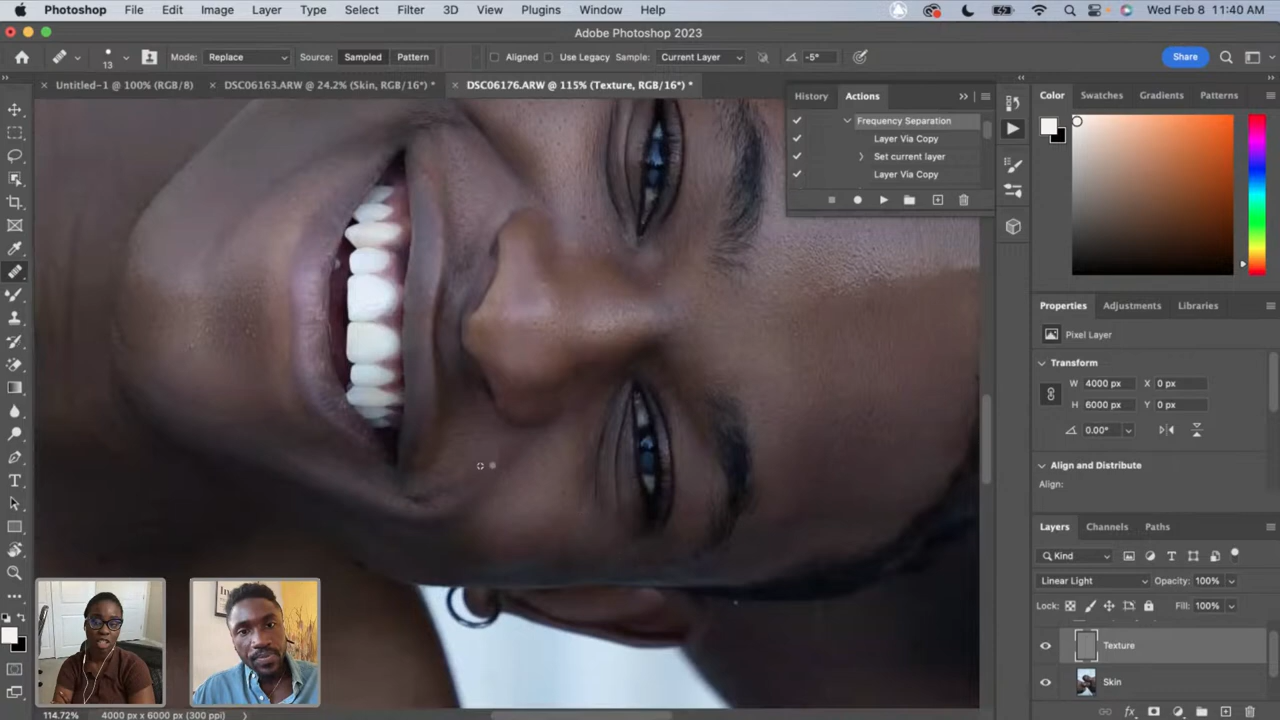 Photoshop File Edit Image Layer Type Select Filter 3D View Plugins Window Help Wed Feb 8 11:40 AM
Adobe Photoshop 2023
13 Mode: Replace Source: Sampled Pattern Aligned Use Legacy Sample: Current Layer -5° Share
Untitled-1 @ 100% (RGB/8) DSC06163.ARW @ 24.2% (Skin, RGB/16*) * DSC06176.ARW @ 115% (Texture, RGB/16*) *
History Actions
Frequency Separation
Layer Via Copy
Set current layer
Layer Via Copy
Color Swatches Gradients Patterns
Properties Adjustments Libraries
Pixel Layer
Transform
W 4000 px X 0 px
H 6000 px Y 0 px
0.00°
Align and Distribute
Align:
Layers Channels Paths
Kind
Linear Light Opacity: 100%
Lock: Fill: 100%
Texture
Skin
114.72% 4000 px x 6000 px (300 ppi)